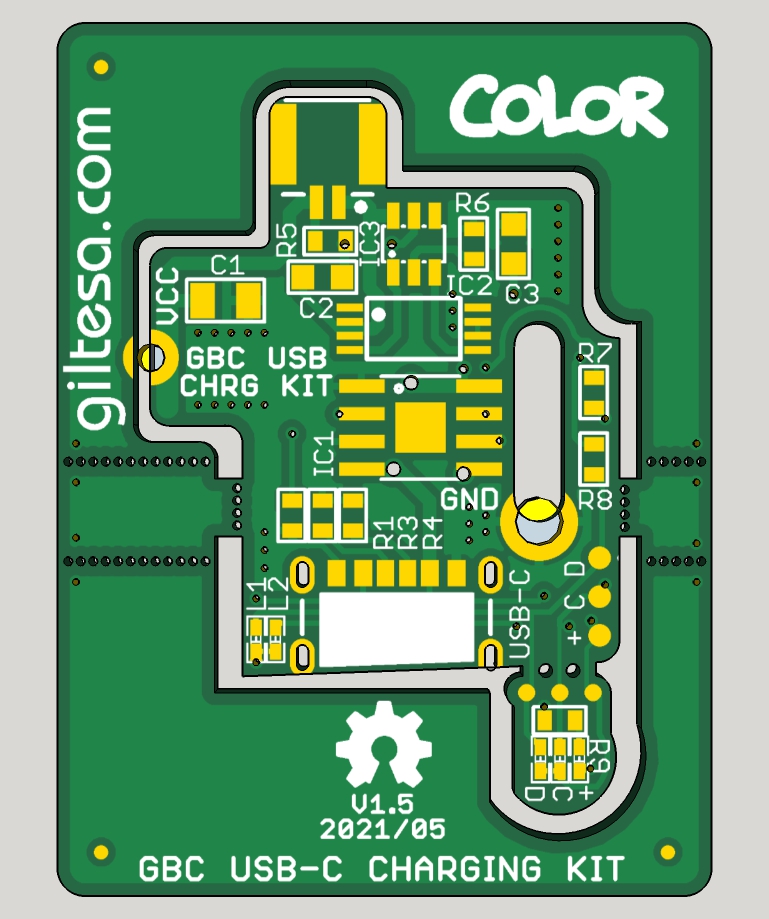 COLOR
giltesa.com
R6
R5
IC3
VCC
C1
C2
IC2
C3
GBC USB
CHRG KIT
R7
IC1
GND
R8
R1
R3
R4
L1
L2
USB-C
D
C
+
R9
D
C
+
V1.5
2021/05
GBC USB-C CHARGING KIT